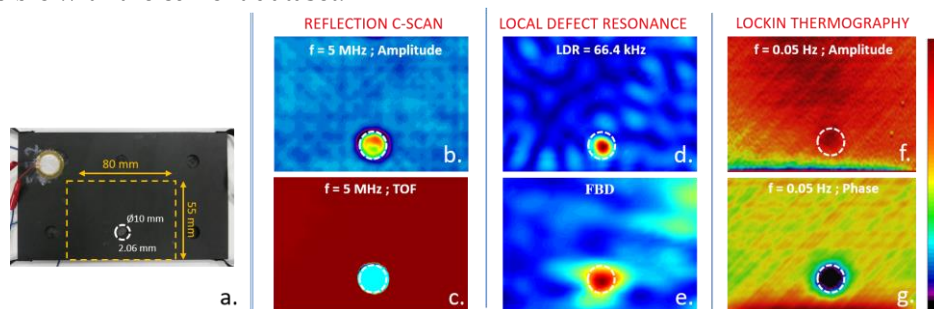 REFLECTION C-SCAN
LOCAL DEFECT RESONANCE
LOCKIN THERMOGRAPHY
f = 5 MHz ; Amplitude
LDR = 66.4 kHz
f = 0.05 Hz ; Amplitude
b.
d.
f.
80 mm
55 mm
Ø10 mm
2.06 mm
a.
f = 5 MHz ; TOF
FBD
f = 0.05 Hz ; Phase
c.
e.
g.